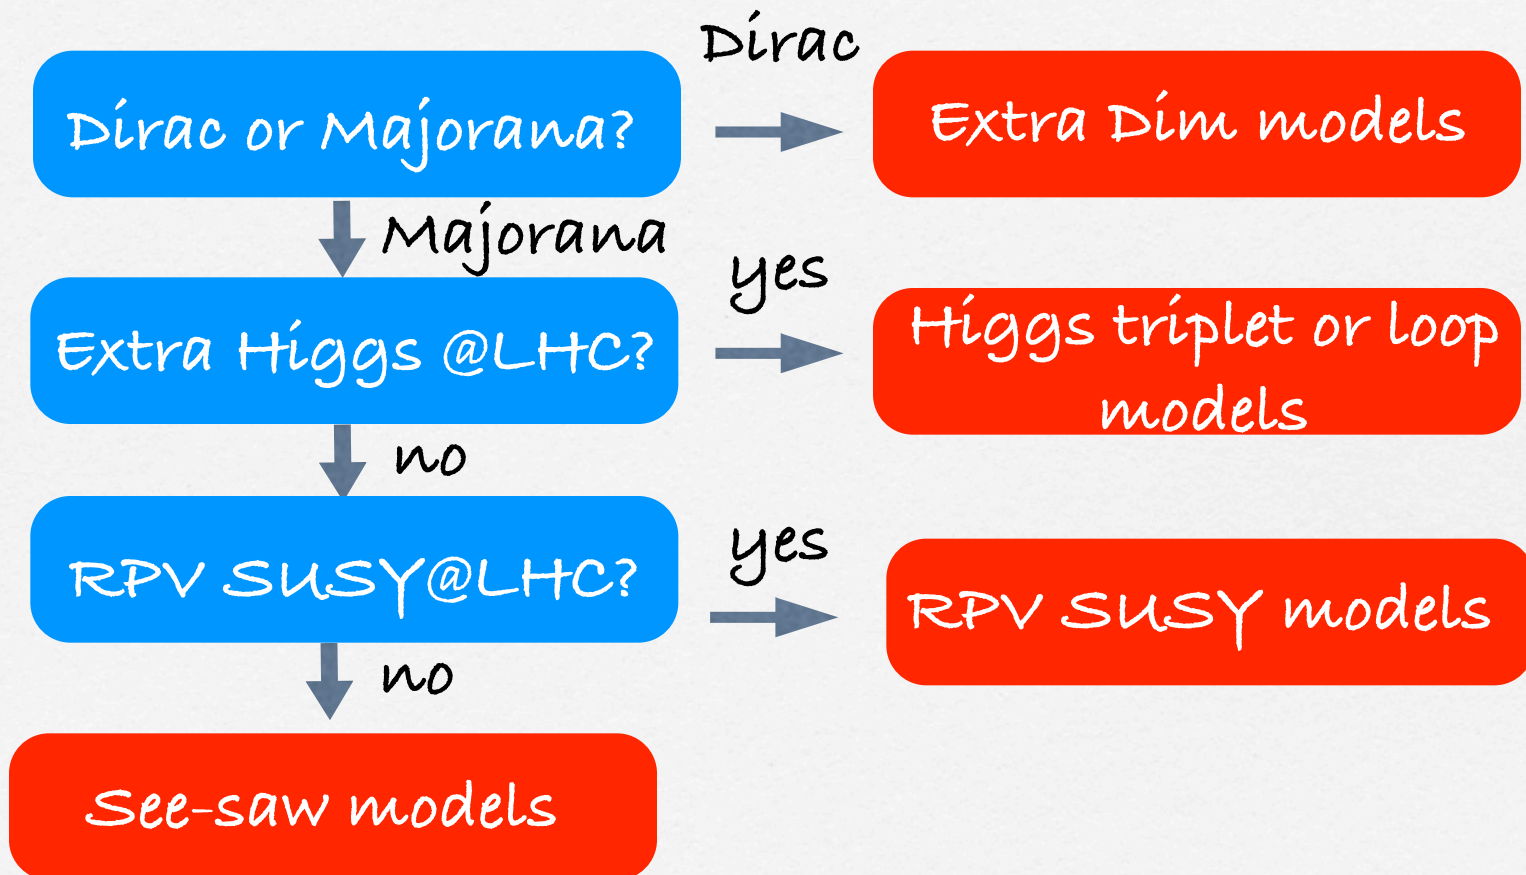 Dirac
Dirac or Majorana?
Extra Dim models
Majorana
yes
Extra Higgs @LHC?
Higgs triplet or loop
models
no
yes
RPV SUSY@LHC?
RPV SUSY models
no
See-saw models